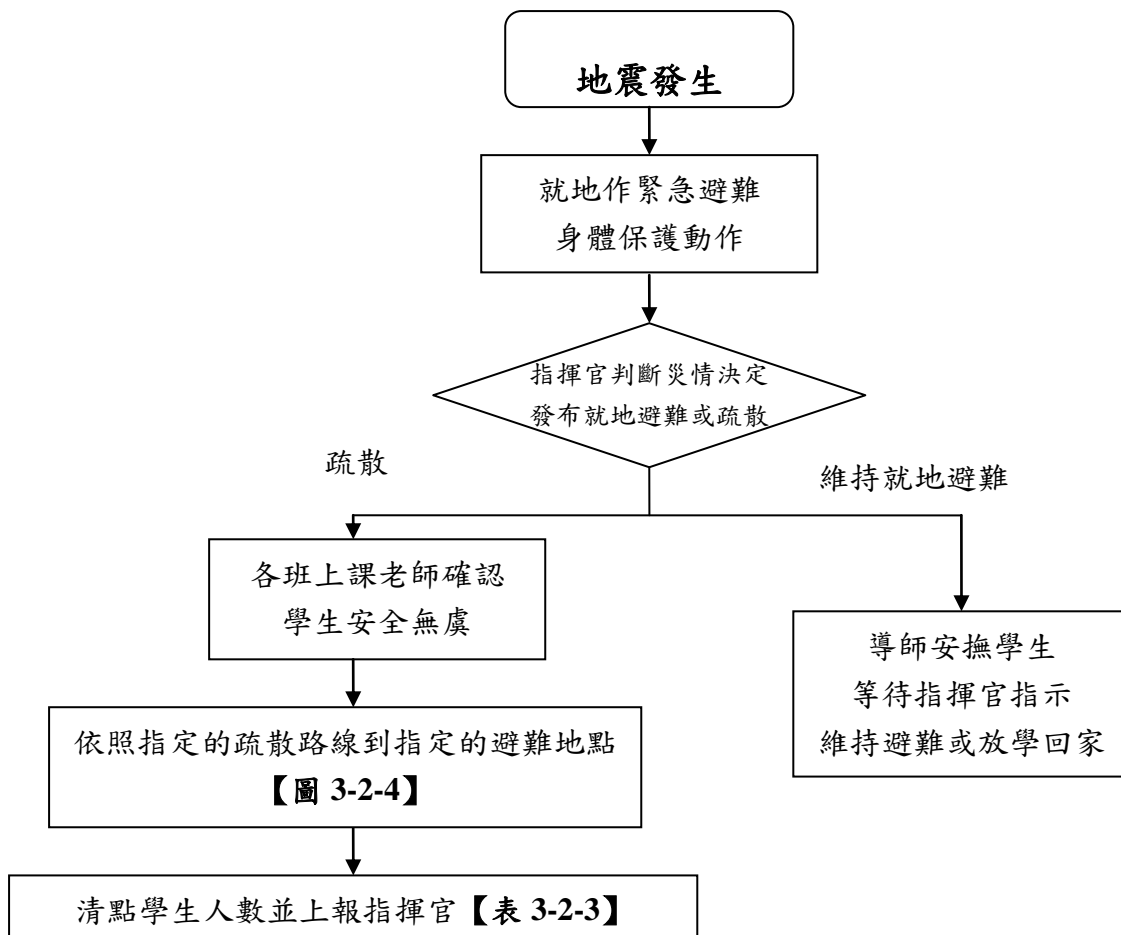 地震發生
就地作緊急避難
身體保護動作
指揮官判斷災情決定
發布就地避難或疏散
疏散
維持就地避難
各班上課老師確認
學生安全無虞
導師安撫學生
等待指揮官指示
維持避難或放學回家
依照指定的疏散路線到指定的避難地點
【圖 3-2-4】
清點學生人數並上報指揮官【表 3-2-3】